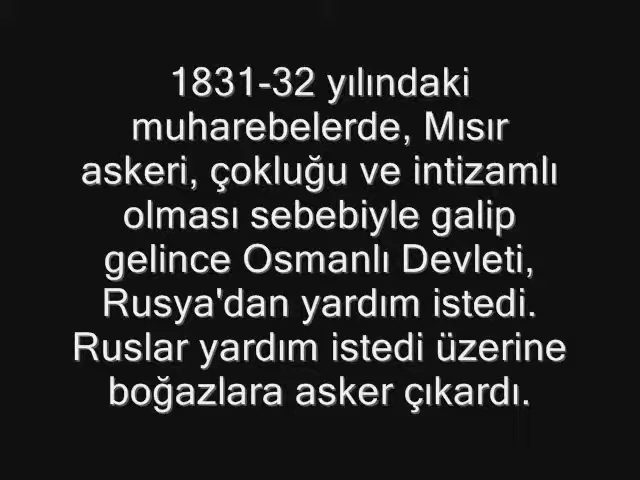 1831-32 yılındaki
muharebelerde, Mısır
askeri, çokluğu ve intizamlı
olması sebebiyle galip
gelince Osmanlı Devleti,
Rusya'dan yardım istedi.
Ruslar yardım istedi üzerine
boğazlara asker çıkardı.